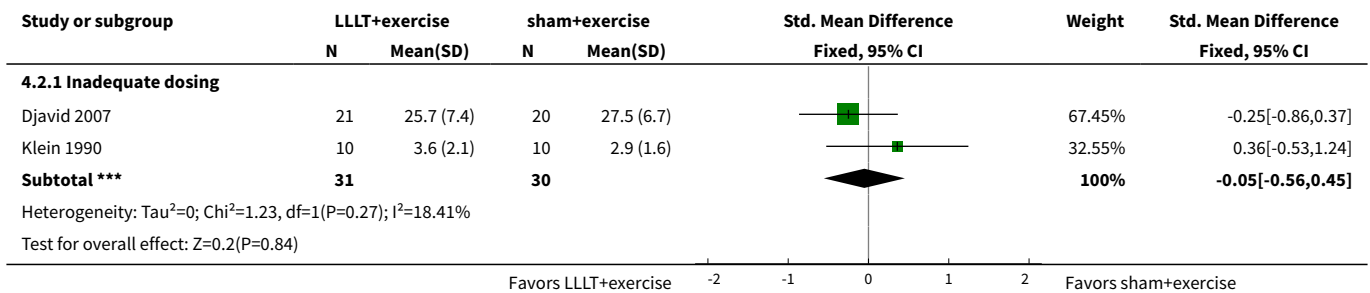 Study or subgroup LLLT+exercise sham+exercise Std. Mean Difference Weight Std. Mean Difference
N Mean(SD) N Mean(SD) Fixed, 95% CI Fixed, 95% CI
4.2.1 Inadequate dosing
Djavid 2007 21 25.7 (7.4) 20 27.5 (6.7) 67.45% -0.25[-0.86,0.37]
Klein 1990 10 3.6 (2.1) 10 2.9 (1.6) 32.55% 0.36[-0.53,1.24]
Subtotal *** 31 30 100% -0.05[-0.56,0.45]
Heterogeneity: Tau²=0; Chi²=1.23, df=1(P=0.27); I²=18.41%
Test for overall effect: Z=0.2(P=0.84)
Favors LLLT+exercise -2 -1 0 1 2 Favors sham+exercise